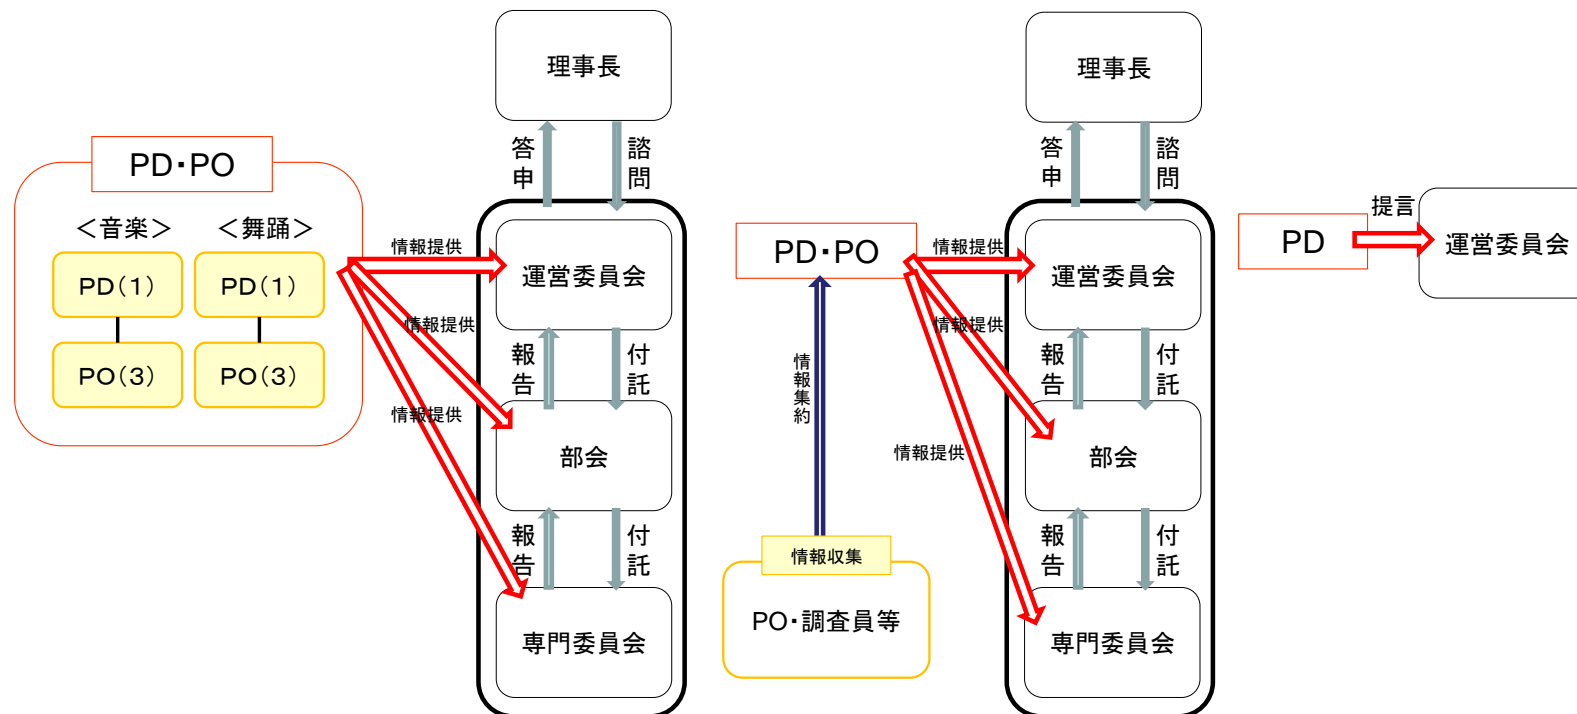 理事長
答申
諮問
PD・PO
＜音楽＞
＜舞踊＞
PD（1）
PD（1）
PO（3）
PO（3）
情報提供
運営委員会
情報提供
報告
付託
情報提供
部会
報告
付託
専門委員会
理事長
答申
諮問
PD・PO
情報提供
運営委員会
情報提供
報告
付託
情報集約
情報提供
部会
報告
付託
情報収集
PO・調査員等
専門委員会
PD
提言
運営委員会